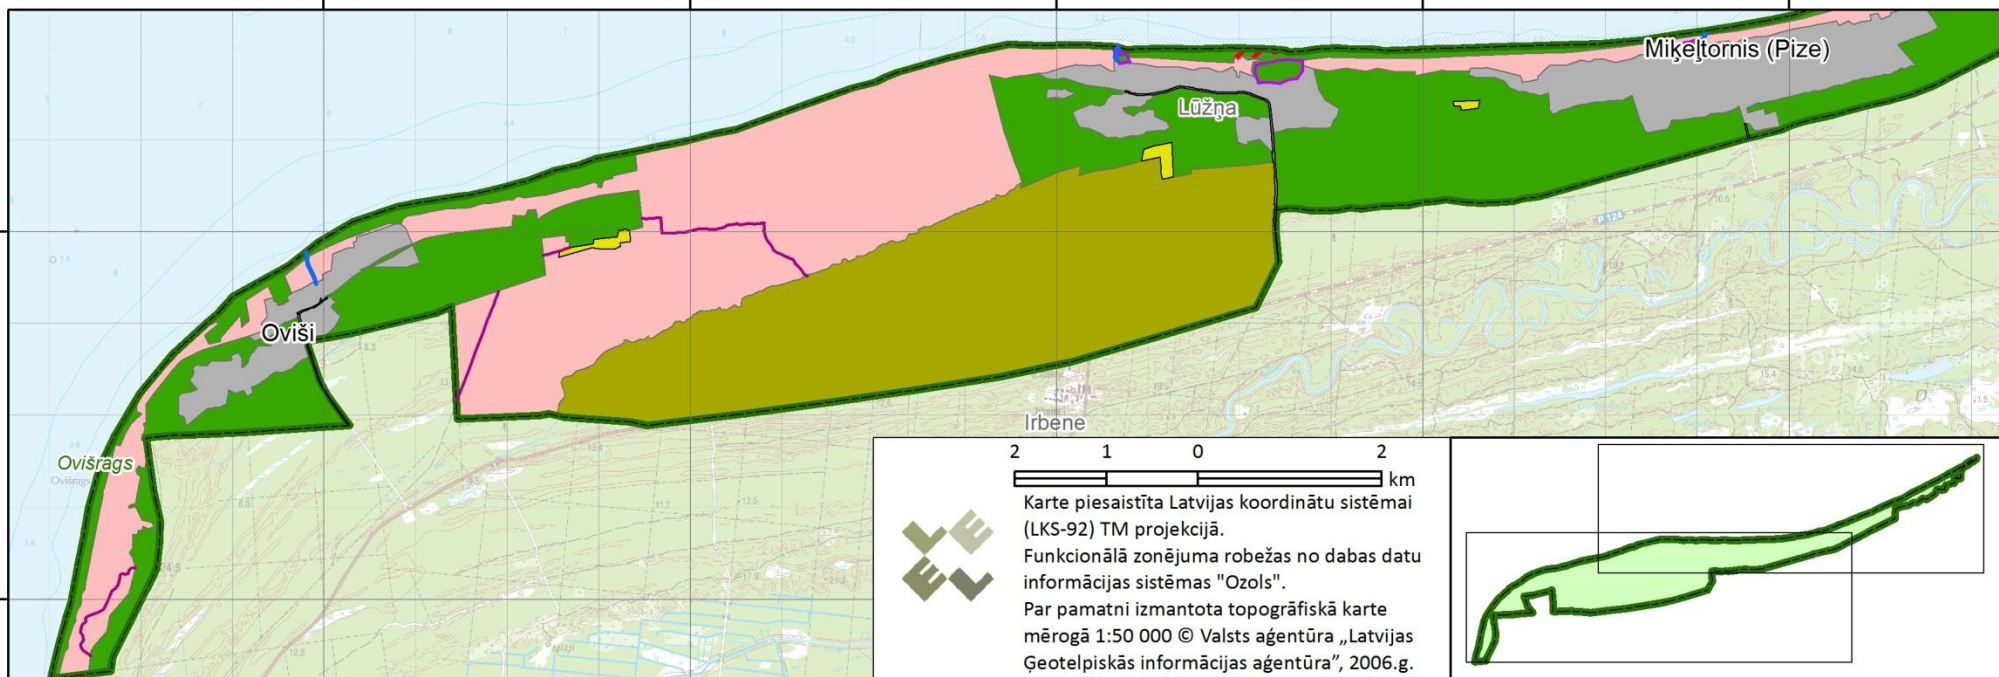 Miķeļtornis (Pize)
Lūžņa
P 124
Oviši
Irbene
Ovišrags
Ovišrags
2 1 0 2
km
Karte piesaistīta Latvijas koordinātu sistēmai
(LKS-92) TM projekcijā.
Funkcionālā zonējuma robežas no dabas datu
informācijas sistēmas "Ozols".
Par pamatni izmantota topogrāfiskā karte
mērogā 1:50 000 © Valsts aģentūra „Latvijas
Ģeotelpiskās informācijas aģentūra”, 2006.g.